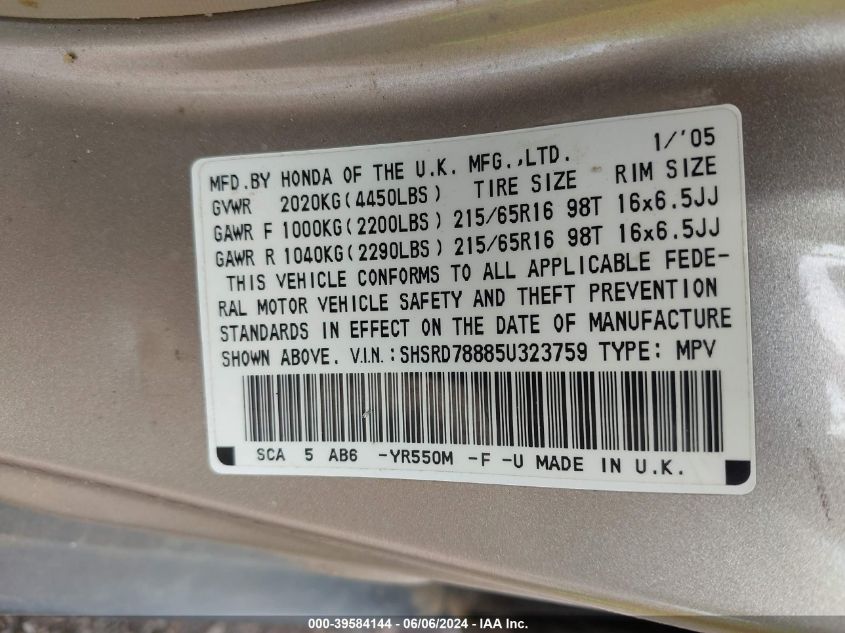 1/'05
MFD.BY HONDA OF THE U.K. MFG.,LTD.
GVWR 2020KG(4450LBS) TIRE SIZE RIM SIZE
GAWR F 1000KG(2200LBS) 215/65R16 98T 16x6.5JJ
GAWR R 1040KG(2290LBS) 215/65R16 98T 16x6.5JJ
THIS VEHICLE CONFORMS TO ALL APPLICABLE FEDE-
RAL MOTOR VEHICLE SAFETY AND THEFT PREVENTION
STANDARDS IN EFFECT ON THE DATE OF MANUFACTURE
SHOWN ABOVE. V.I.N.:SHSRD78885U323759 TYPE: MPV
SCA 5 AB6 -YR550M -F -U MADE IN U.K.
000-39584144 - 06/06/2024 - IAA Inc.